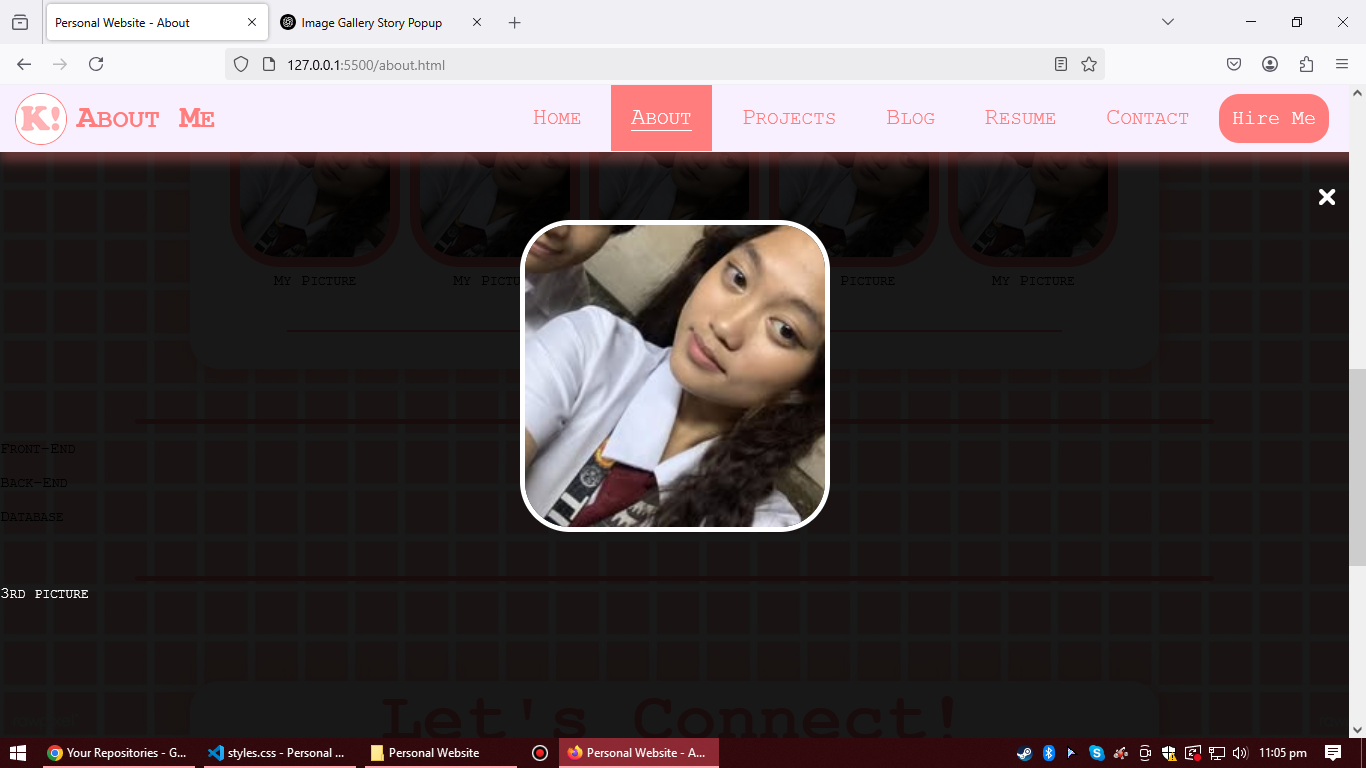 Personal Website - About
Image Gallery Story Popup
127.0.0.1:5500/about.html
K! About Me
Home
About
Projects
Blog
Resume
Contact
Hire Me
My Picture
My Pictu
Picture
My Picture
Front-End
Back-End
Database
3rd picture
Let's Connect!
Your Repositories - G...
styles.css - Personal ...
Personal Website
Personal Website - A...
11:05 pm